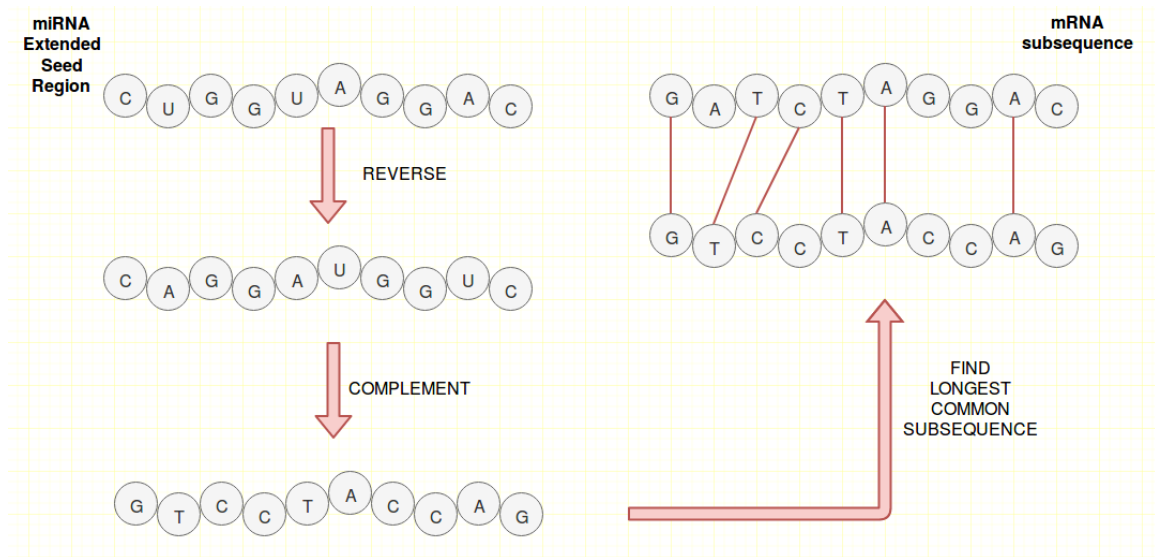 miRNA
Extended
Seed
Region
C U G G U A G G A C
REVERSE
C A G G A U G G U C
COMPLEMENT
G T C C T A C C A G
mRNA
subsequence
G A T C T A G G A C
G T C C T A C C A G
FIND
LONGEST
COMMON
SUBSEQUENCE